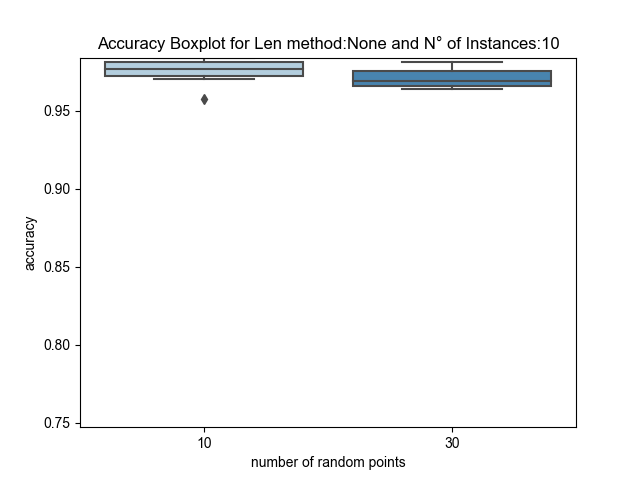 Accuracy Boxplot for Len method:None and N° of Instances:10
accuracy
0.95
0.90
0.85
0.80
0.75
10
30
number of random points